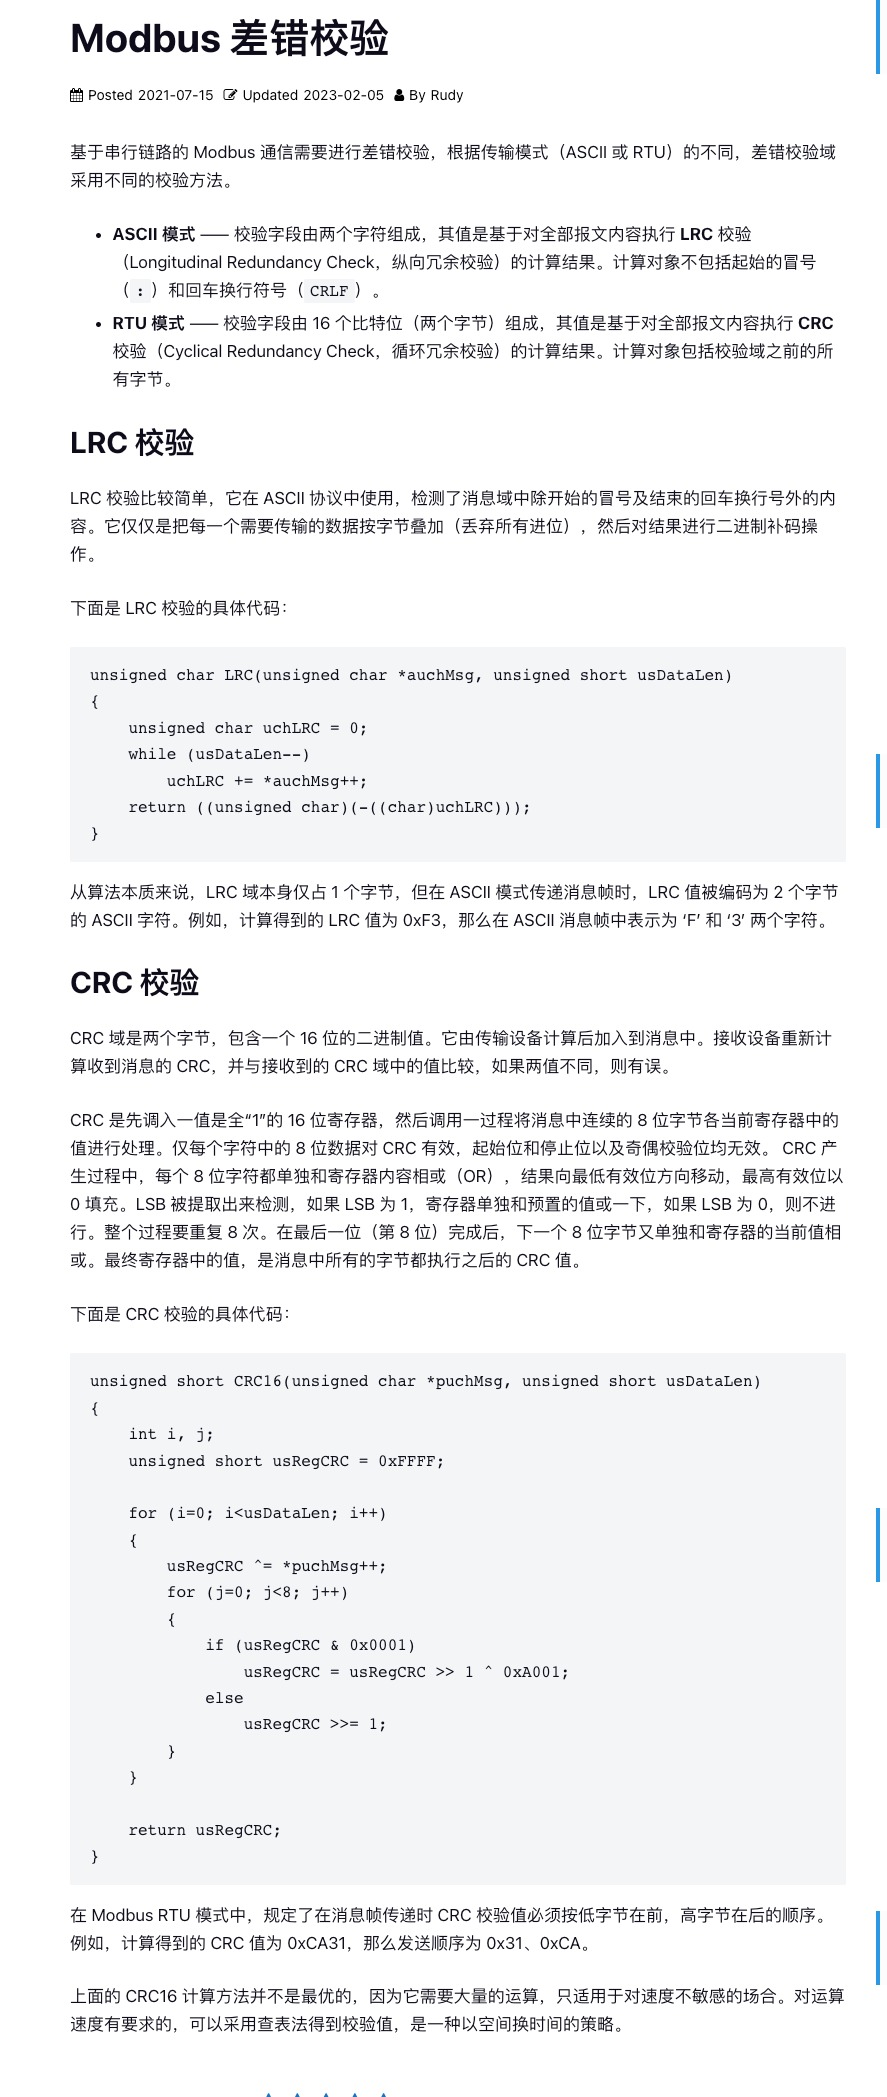 Modbus 差错校验
Posted 2021-07-15 Updated 2023-02-05 By Rudy
基于串行链路的 Modbus 通信需要进行差错校验，根据传输模式（ASCII 或 RTU）的不同，差错校验域
采用不同的校验方法。
• ASCII 模式 —— 校验字段由两个字符组成，其值是基于对全部报文内容执行 LRC 校验
（Longitudinal Redundancy Check，纵向冗余校验）的计算结果。计算对象不包括起始的冒号
（ : ）和回车换行符号（ CRLF ）。
• RTU 模式 —— 校验字段由 16 个比特位（两个字节）组成，其值是基于对全部报文内容执行 CRC
校验（Cyclical Redundancy Check，循环冗余校验）的计算结果。计算对象包括校验域之前的所
有字节。
LRC 校验
LRC 校验比较简单，它在 ASCII 协议中使用，检测了消息域中除开始的冒号及结束的回车换行号外的内
容。它仅仅是把每一个需要传输的数据按字节叠加（丢弃所有进位），然后对结果进行二进制补码操
作。
下面是 LRC 校验的具体代码：
unsigned char LRC(unsigned char *auchMsg, unsigned short usDataLen)
{
    unsigned char uchLRC = 0;
    while (usDataLen--)
        uchLRC += *auchMsg++;
    return ((unsigned char)(-((char)uchLRC)));
}
从算法本质来说，LRC 域本身仅占 1 个字节，但在 ASCII 模式传递消息帧时，LRC 值被编码为 2 个字节
的 ASCII 字符。例如，计算得到的 LRC 值为 0xF3，那么在 ASCII 消息帧中表示为 ‘F’ 和 ‘3’ 两个字符。
CRC 校验
CRC 域是两个字节，包含一个 16 位的二进制值。它由传输设备计算后加入到消息中。接收设备重新计
算收到消息的 CRC，并与接收到的 CRC 域中的值比较，如果两值不同，则有误。
CRC 是先调入一值是全“1”的 16 位寄存器，然后调用一过程将消息中连续的 8 位字节各当前寄存器中的
值进行处理。仅每个字符中的 8 位数据对 CRC 有效，起始位和停止位以及奇偶校验位均无效。 CRC 产
生过程中，每个 8 位字符都单独和寄存器内容相或（OR），结果向最低有效位方向移动，最高有效位以
0 填充。LSB 被提取出来检测，如果 LSB 为 1，寄存器单独和预置的值或一下，如果 LSB 为 0，则不进
行。整个过程要重复 8 次。在最后一位（第 8 位）完成后，下一个 8 位字节又单独和寄存器的当前值相
或。最终寄存器中的值，是消息中所有的字节都执行之后的 CRC 值。
下面是 CRC 校验的具体代码：
unsigned short CRC16(unsigned char *puchMsg, unsigned short usDataLen)
{
    int i, j;
    unsigned short usRegCRC = 0xFFFF;
    for (i=0; i<usDataLen; i++)
    {
        usRegCRC ^= *puchMsg++;
        for (j=0; j<8; j++)
        {
            if (usRegCRC & 0x0001)
                usRegCRC = usRegCRC >> 1 ^ 0xA001;
            else
                usRegCRC >>= 1;
        }
    }
    return usRegCRC;
}
在 Modbus RTU 模式中，规定了在消息帧传递时 CRC 校验值必须按低字节在前，高字节在后的顺序。
例如，计算得到的 CRC 值为 0xCA31，那么发送顺序为 0x31、0xCA。
上面的 CRC16 计算方法并不是最优的，因为它需要大量的运算，只适用于对速度不敏感的场合。对运算
速度有要求的，可以采用查表法得到校验值，是一种以空间换时间的策略。